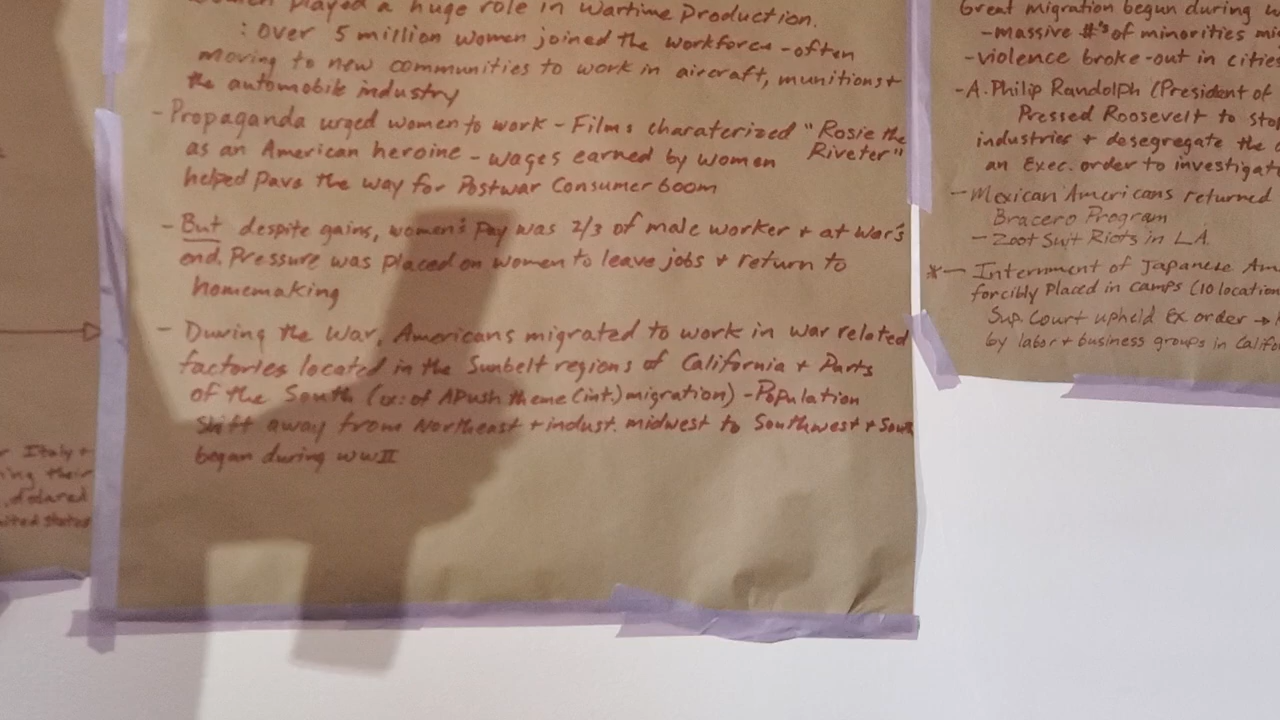 Women played a huge role in wartime production.
: over 5 million women joined the workforce - often
moving to new communities to work in aircraft, munitions +
the automobile industry
- Propaganda urged women to work - Films charaterized "Rosie the
Riveter"
as an American heroine - wages earned by women
helped pave the way for Postwar Consumer boom
- But despite gains, women's pay was 2/3 of male worker + at war's
end. Pressure was placed on women to leave jobs + return to
homemaking
- During the War, Americans migrated to work in war related
factories located in the Sunbelt regions of California + Parts
of the South (ex: of APush theme (int.) migration) - Population
Shift away from Northeast + indust. midwest to Southwest + South
began during WWII
r Italy +
ing their
declared
united states
Great migration begun during
- Massive #'s of minorities
- violence broke-out in cities
- A. Philip Randolph (President of
Pressed Roosevelt to stop
industries + desegregate the
an Exec. order to investigat
- Mexican Americans returned
Bracero Program
- Zoot Suit Riots in L.A.
* - Internment of Japanese Am
forcibly Placed in camps (10 location
Sup. Court upheld Ex order →
by labor + business groups in Califo